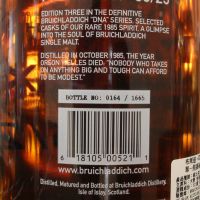 EDITION THREE IN THE DEFINITIVE
BRUICHLADDICH "DNA" SERIES. SELECTED
CASKS OF OUR RARE 1985 SPIRIT, A GLIMPSE
INTO THE SOUL OF BRUICHLADDICH
SINGLE MALT.
DISTILLED IN OCTOBER 1985, THE YEAR
ORSON WELLES DIED. "NOBODY WHO TAKES
ON ANYTHING BIG AND TOUGH CAN AFFORD
TO BE MODEST".
BOTTLE NO: 0164 / 1665
6 18105 00521 1
www.bruichladdich.com
Distilled, Matured and Bottled at Bruichladdich Distillery,
Isle of Islay, Scotland.